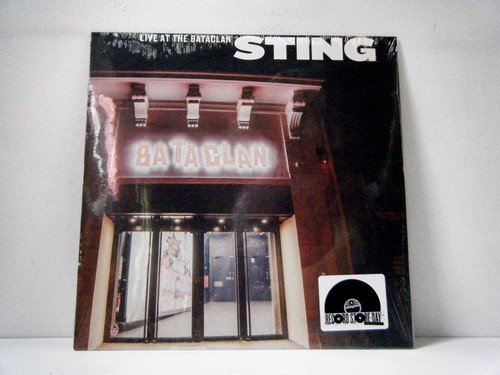 LIVE AT THE BATACLAN
STING
BATACLAN
RECORD STORE DAY